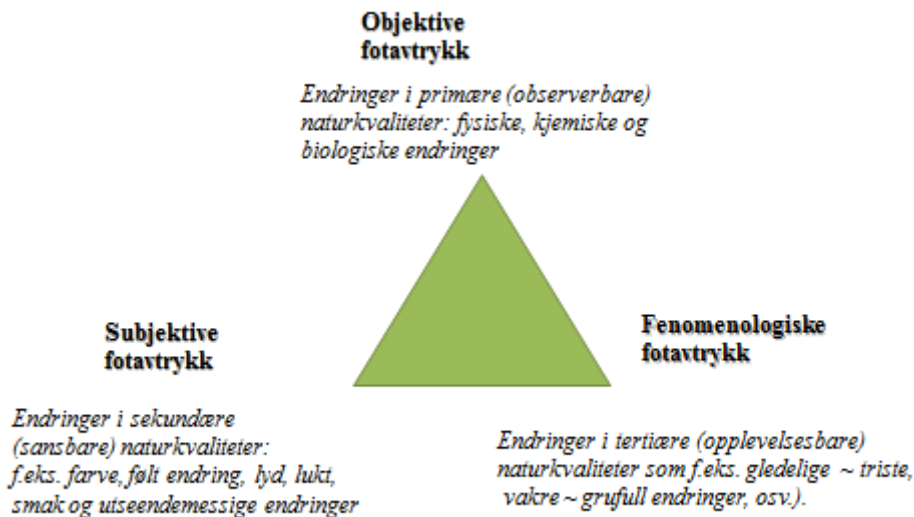 Objektive
fotavtrykk
Endringer i primære (observerbare)
naturkvaliteter: fysiske, kjemiske og
biologiske endringer
Subjektive
fotavtrykk
Endringer i sekundære
(sansbare) naturkvaliteter:
f.eks. farve, følt endring, lyd, lukt,
smak og utseendemessige endringer
Fenomenologiske
fotavtrykk
Endringer i tertiære (opplevelsesbare)
naturkvaliteter som f.eks. gledelige ~ triste,
vakre ~ grufull endringer, osv.).